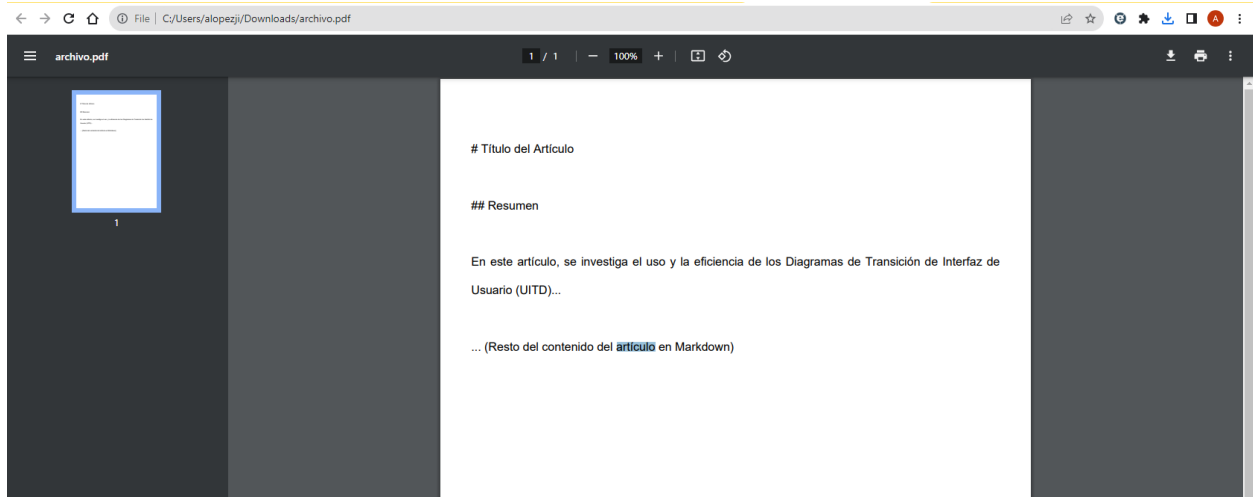 File | C:/Users/alopezji/Downloads/archivo.pdf
A
archivo.pdf
1 / 1
100%
1
# Título del Artículo
## Resumen
En este artículo, se investiga el uso y la eficiencia de los Diagramas de Transición de Interfaz de
Usuario (UITD)...
... (Resto del contenido del artículo en Markdown)